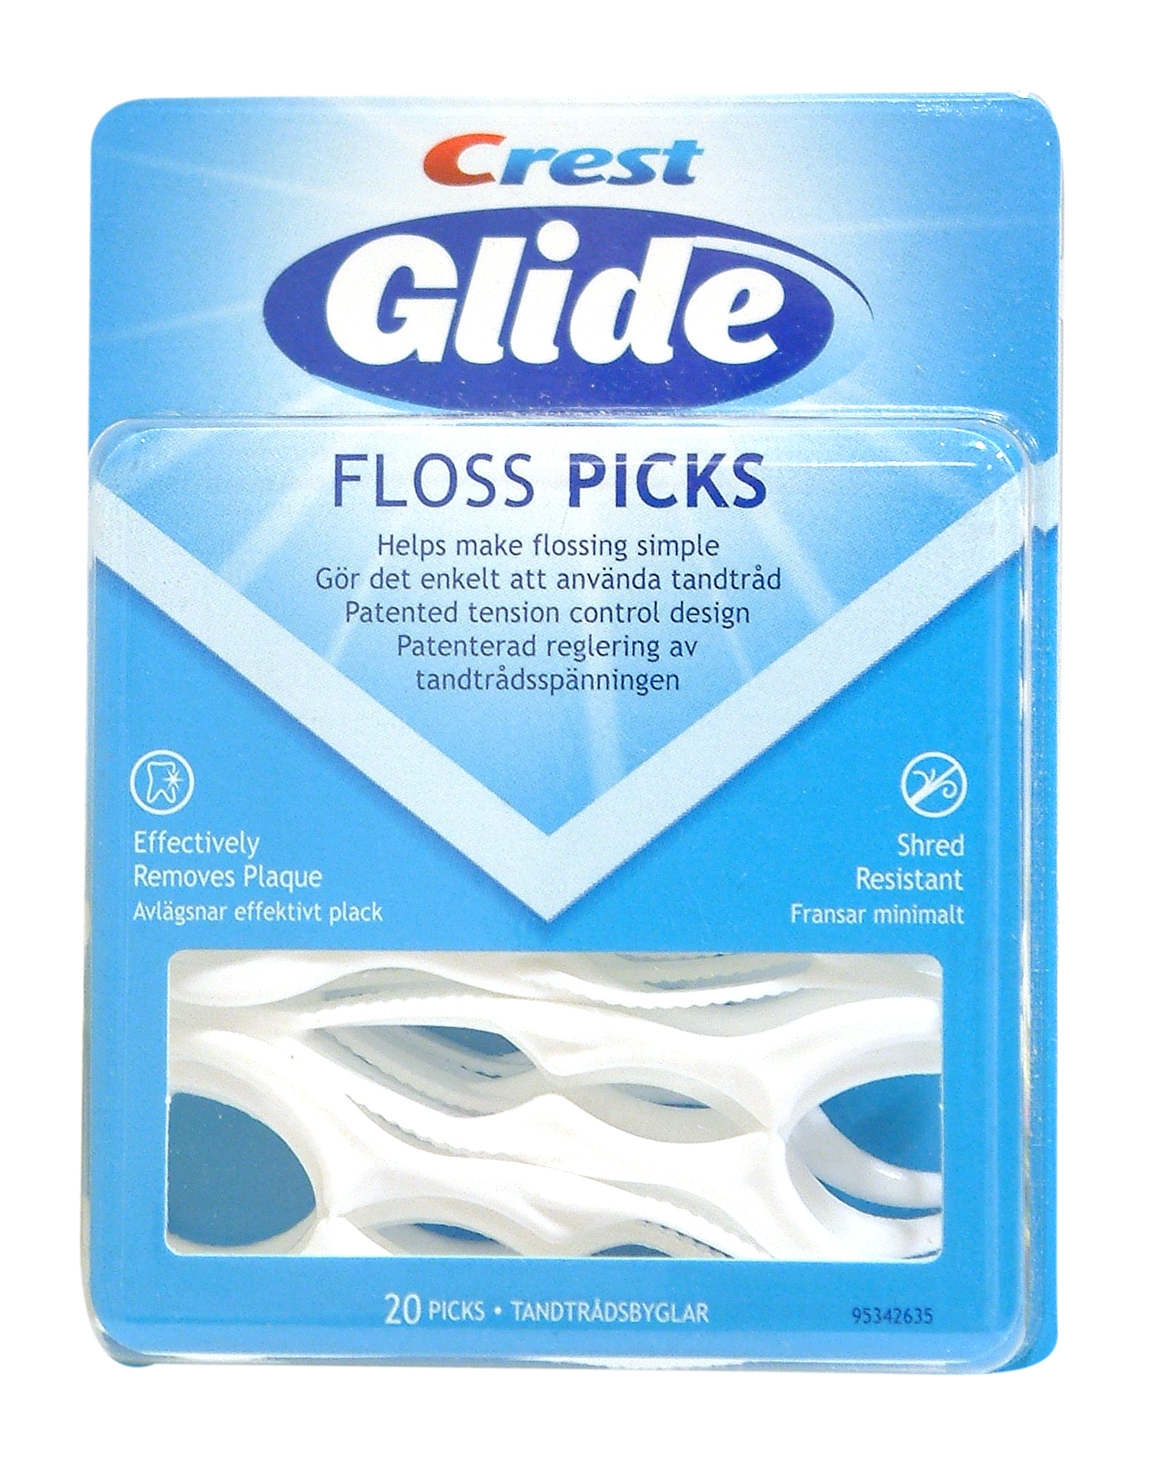 Crest
Glide
FLOSS PICKS
Helps make flossing simple
Gör det enkelt att använda tandtråd
Patented tension control design
Patenterad reglering av
tandtrådsspänningen
Effectively
Removes Plaque
Avlägsnar effektivt plack
Shred
Resistant
Fransar minimalt
20 PICKS • TANDTRÅDSBYGLAR
95342635